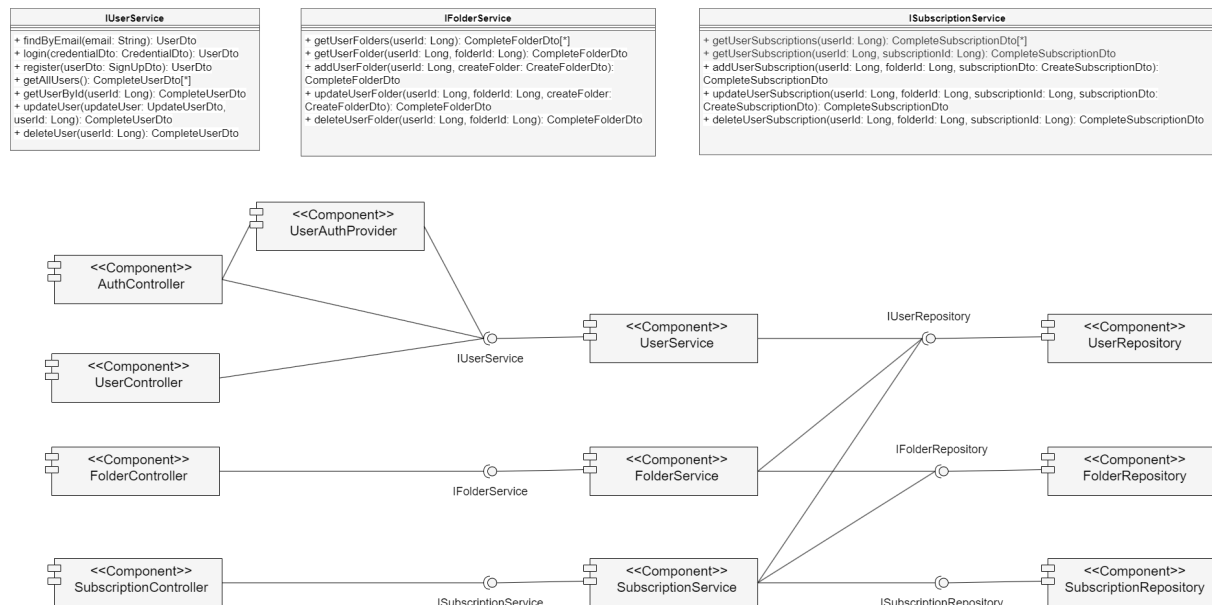 IUserService
+ findByEmail(email: String): UserDto
+ login(credentialDto: CredentialDto): UserDto
+ register(userDto: SignUpDto): UserDto
+ getAllUsers(): CompleteUserDto[*]
+ getUserById(userId: Long): CompleteUserDto
+ updateUser(updateUser: UpdateUserDto,
userId: Long): CompleteUserDto
+ deleteUser(userId: Long): CompleteUserDto
IFolderService
+ getUserFolders(userId: Long): CompleteFolderDto[*]
+ getUserFolder(userId: Long, folderId: Long): CompleteFolderDto
+ addUserFolder(userId: Long, createFolder: CreateFolderDto):
CompleteFolderDto
+ updateUserFolder(userId: Long, folderId: Long, createFolder:
CreateFolderDto): CompleteFolderDto
+ deleteUserFolder(userId: Long, folderId: Long): CompleteFolderDto
ISubscriptionService
+ getUserSubscriptions(userId: Long): CompleteSubscriptionDto[*]
+ getUserSubscription(userId: Long, subscriptionId: Long): CompleteSubscriptionDto
+ addUserSubscription(userId: Long, folderId: Long, subscriptionDto: CreateSubscriptionDto):
CompleteSubscriptionDto
+ updateUserSubscription(userId: Long, folderId: Long, subscriptionId: Long, subscriptionDto:
CreateSubscriptionDto): CompleteSubscriptionDto
+ deleteUserSubscription(userId: Long, folderId: Long, subscriptionId: Long): CompleteSubscriptionDto
<<Component>>
UserAuthProvider
<<Component>>
AuthController
IUserService
<<Component>>
UserService
IUserRepository
<<Component>>
UserRepository
<<Component>>
UserController
<<Component>>
FolderController
IFolderService
<<Component>>
FolderService
IFolderRepository
<<Component>>
FolderRepository
<<Component>>
SubscriptionController
ISubscriptionService
<<Component>>
SubscriptionService
ISubscriptionRepository
<<Component>>
SubscriptionRepository